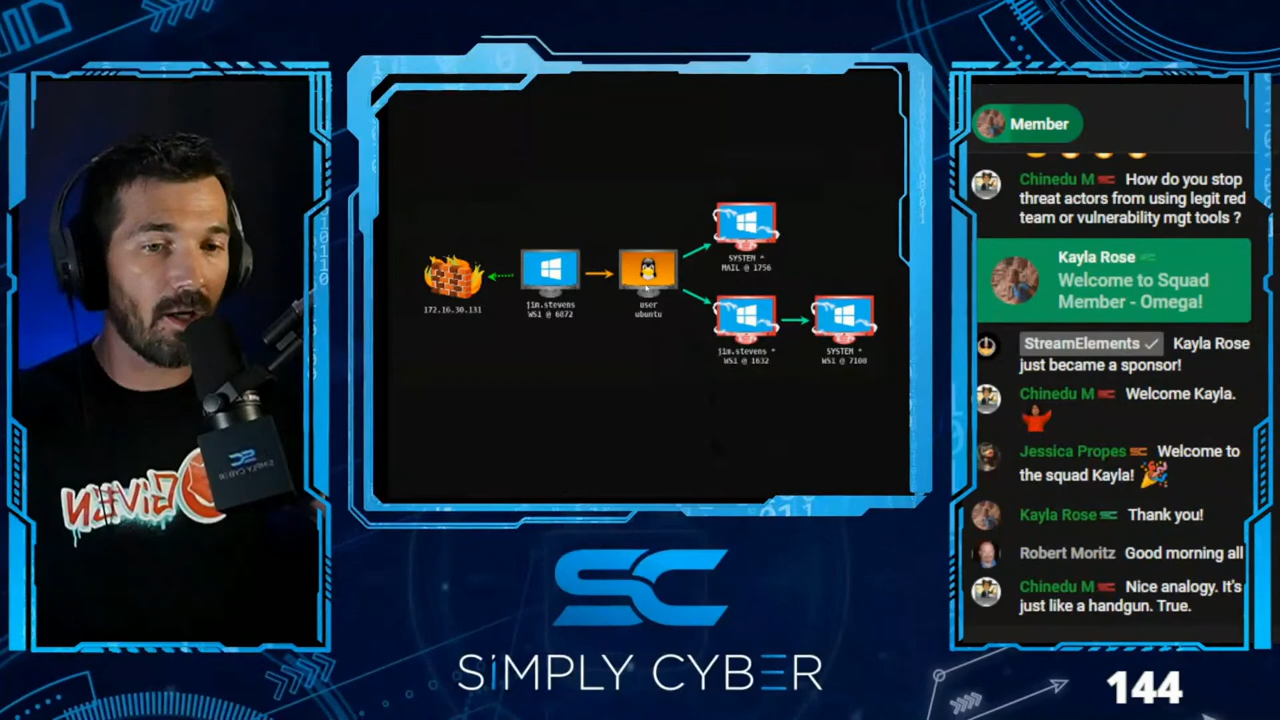 Member
Chinedu M How do you stop
threat actors from using legit red
team or vulnerability mgt tools ?
Kayla Rose
Welcome to Squad
Member - Omega!
StreamElements Kayla Rose
just became a sponsor!
Chinedu M Welcome Kayla.
Jessica Propes Welcome to
the squad Kayla!
Kayla Rose Thank you!
Robert Moritz Good morning all
Chinedu M Nice analogy. It's
just like a handgun. True.
144
172.16.30.131
jim.stevens
WS1 @ 6872
user
ubuntu
SYSTEM *
MAIL @ 1756
jim.stevens *
WS1 @ 1632
SYSTEM *
WS1 @ 7108
SC
SIMPLY CYBER